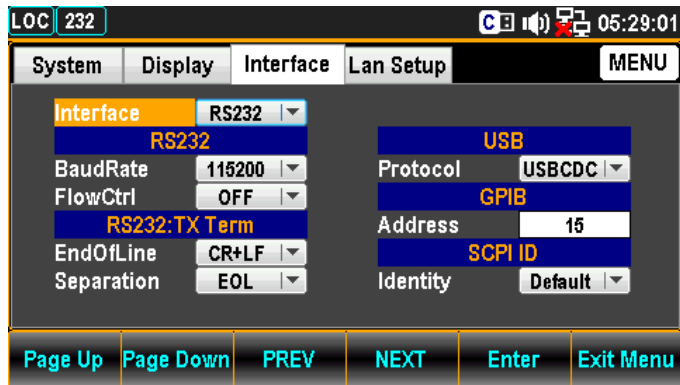 LOC 232 C 05:29:01
System Display Interface Lan Setup MENU
Interface RS232
RS232 USB
BaudRate 115200 Protocol USBCDC
FlowCtrl OFF GPIB
RS232:TX Term Address 15
EndOfLine CR+LF SCPI ID
Separation EOL Identity Default
Page Up Page Down PREV NEXT Enter Exit Menu